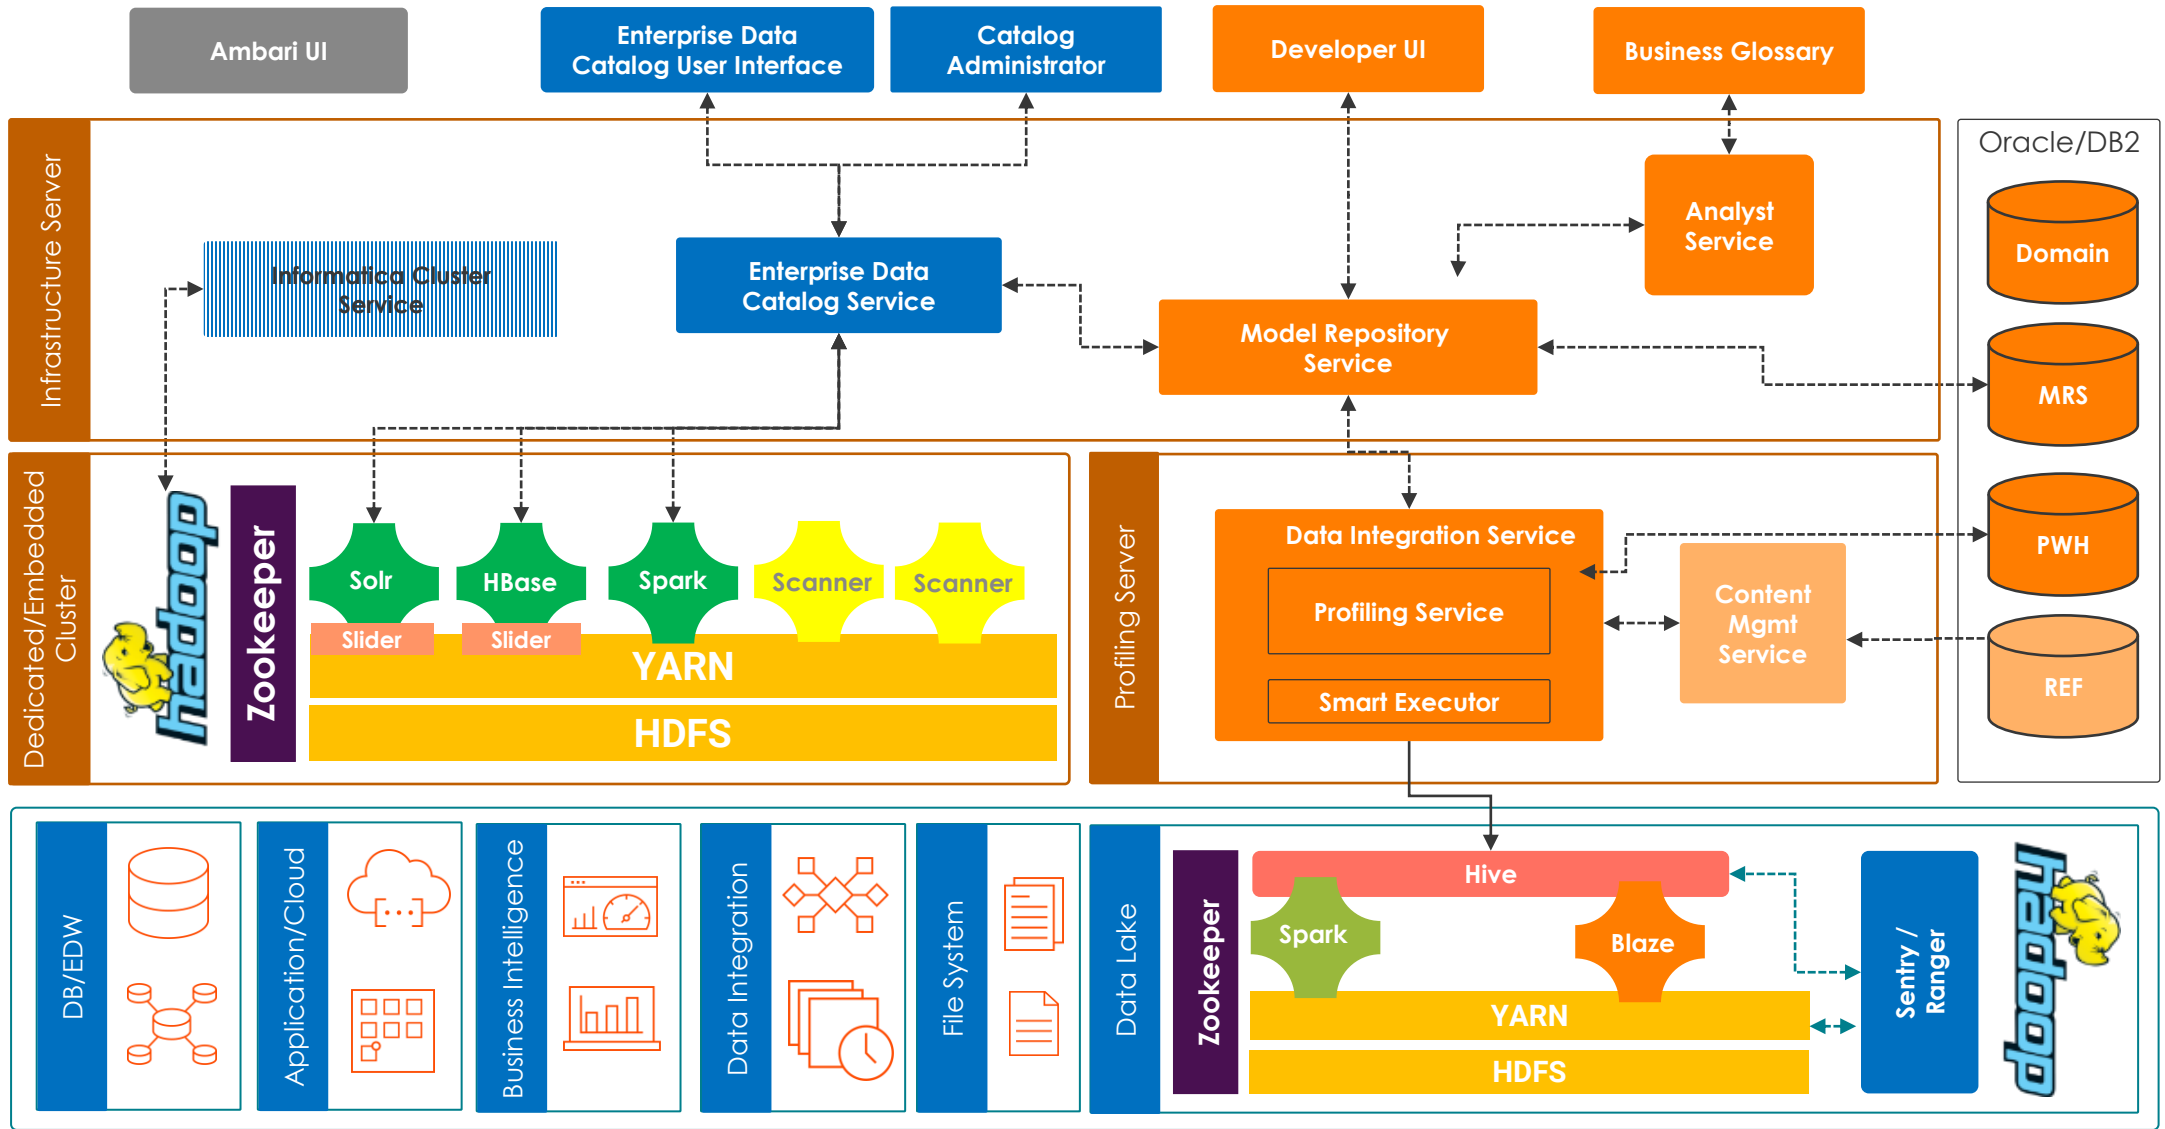 Ambari UI
Enterprise Data
Catalog User Interface
Catalog
Administrator
Developer UI
Business Glossary
Infrastructure Server
Informatica Cluster
Service
Enterprise Data
Catalog Service
Model Repository
Service
Analyst
Service
Oracle/DB2
Domain
MRS
PWH
REF
Dedicated/Embedded
Cluster
hadoop
Zookeeper
Solr
HBase
Spark
Scanner
Scanner
Slider
Slider
YARN
HDFS
Profiling Server
Data Integration Service
Profiling Service
Smart Executor
Content
Mgmt
Service
DB/EDW
Application/Cloud
Business Intelligence
Data Integration
File System
Data Lake
Zookeeper
Hive
Spark
Blaze
YARN
HDFS
Sentry /
Ranger
hadoop